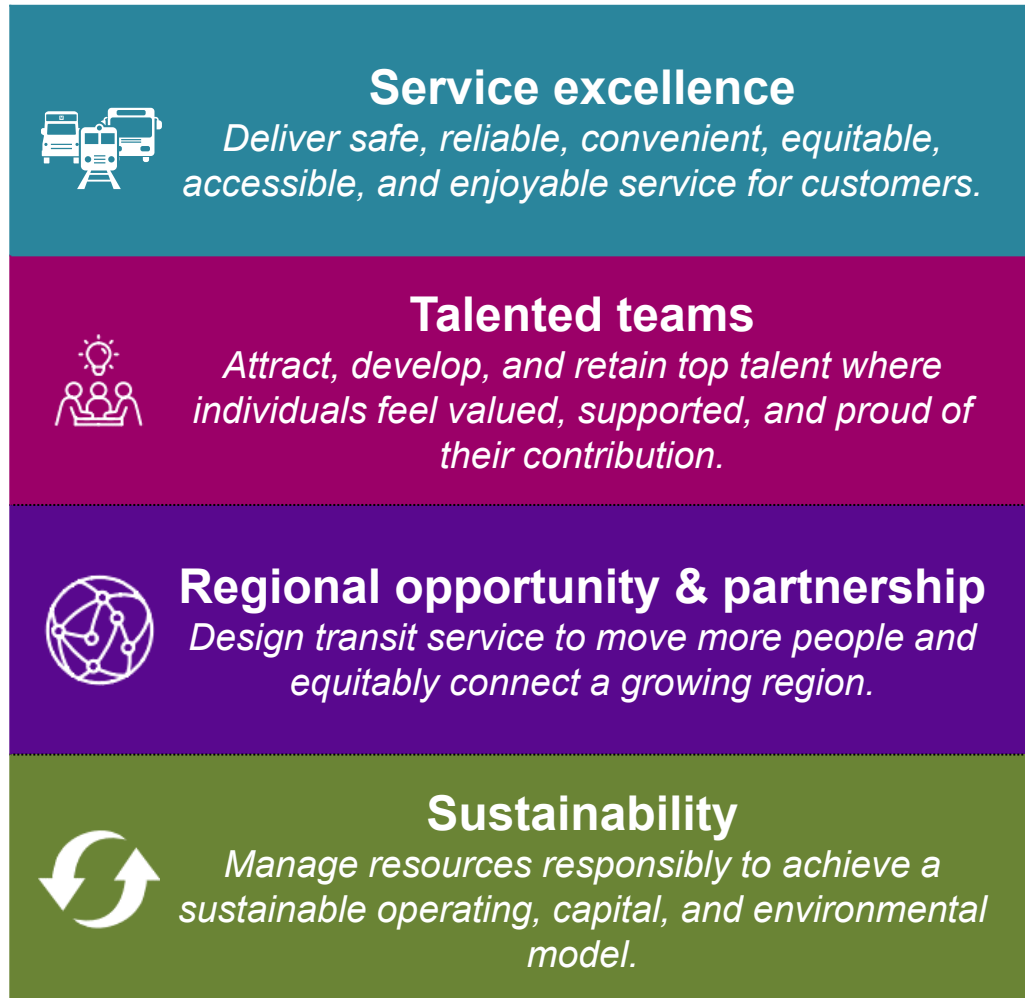 Service excellence
Deliver safe, reliable, convenient, equitable,
accessible, and enjoyable service for customers.
Talented teams
Attract, develop, and retain top talent where
individuals feel valued, supported, and proud of
their contribution.
Regional opportunity & partnership
Design transit service to move more people and
equitably connect a growing region.
Sustainability
Manage resources responsibly to achieve a
sustainable operating, capital, and environmental
model.